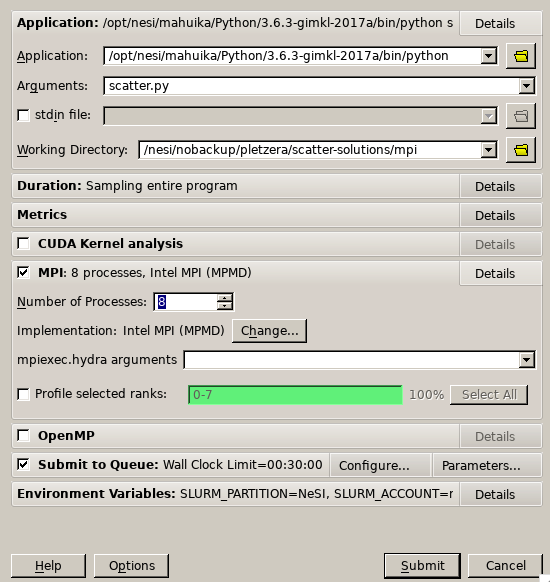 Application: /opt/nesi/mahuika/Python/3.6.3-gimkl-2017a/bin/python s Details
Application: /opt/nesi/mahuika/Python/3.6.3-gimkl-2017a/bin/python
Arguments: scatter.py
stdin file:
Working Directory: /nesi/nobackup/pletzera/scatter-solutions/mpi
Duration: Sampling entire program Details
Metrics Details
CUDA Kernel analysis Details
MPI: 8 processes, Intel MPI (MPMD) Details
Number of Processes: 8
Implementation: Intel MPI (MPMD) Change...
mpiexec.hydra arguments
Profile selected ranks: 0-7 100% Select All
OpenMP Details
Submit to Queue: Wall Clock Limit=00:30:00 Configure... Parameters...
Environment Variables: SLURM_PARTITION=NeSI, SLURM_ACCOUNT=r Details
Help Options Submit Cancel